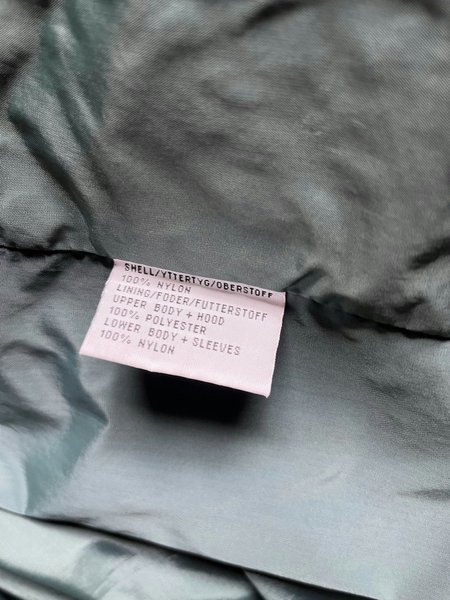 SHELL/YTTERTYG/OBERSTOFF
100% NYLON
LINING/FODER/FUTTERSTOFF
UPPER BODY + HOOD
100% POLYESTER
LOWER BODY + SLEEVES
100% NYLON